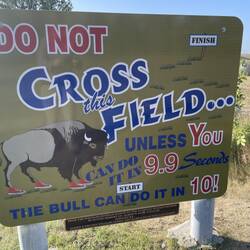 DO NOT
FINISH
CROSS
this
FIELD...
UNLESS You
CAN DO
IT IN 9.9 Seconds
START
THE BULL CAN DO IT IN 10!